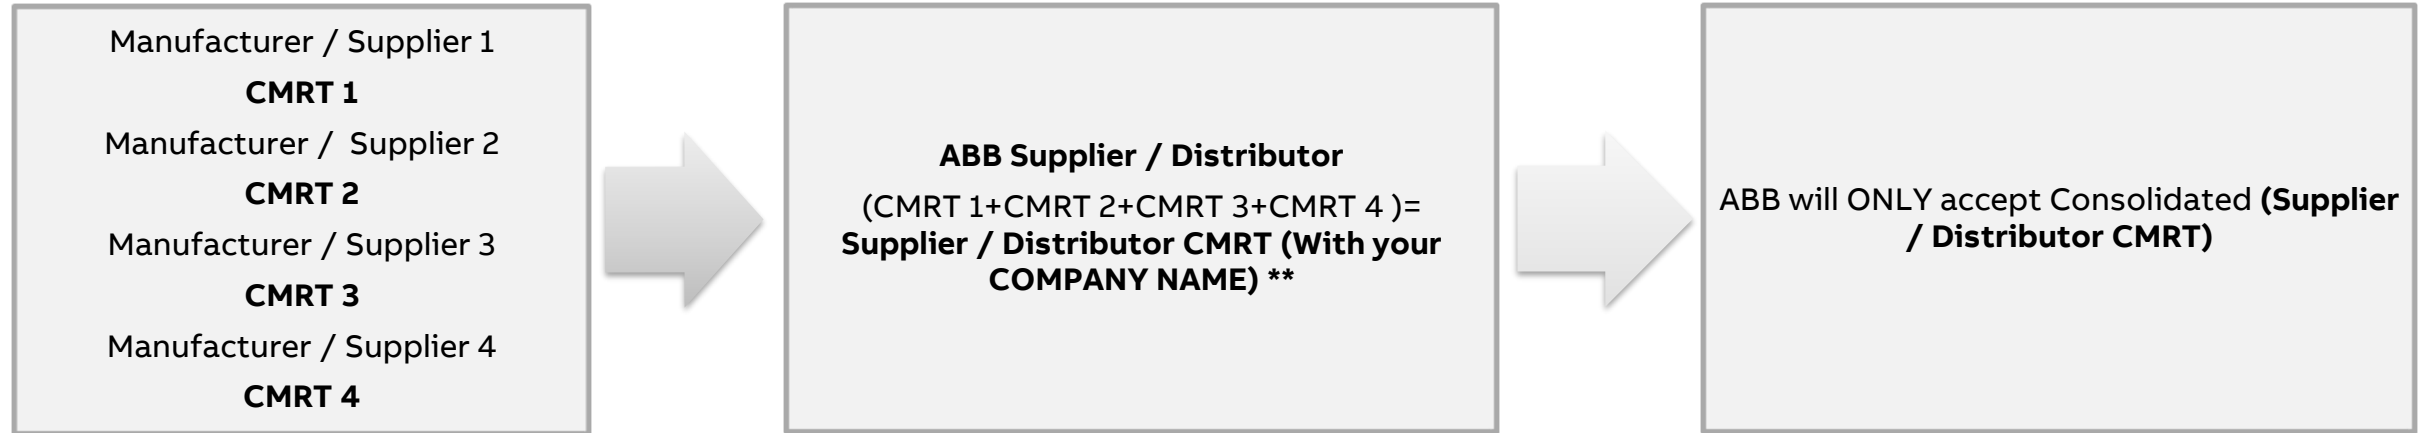 Manufacturer / Supplier 1
CMRT 1
Manufacturer / Supplier 2
CMRT 2
Manufacturer / Supplier 3
CMRT 3
Manufacturer / Supplier 4
CMRT 4
ABB Supplier / Distributor
(CMRT 1+CMRT 2+CMRT 3+CMRT 4 )=
Supplier / Distributor CMRT (With your
COMPANY NAME) **
ABB will ONLY accept Consolidated (Supplier
/ Distributor CMRT)